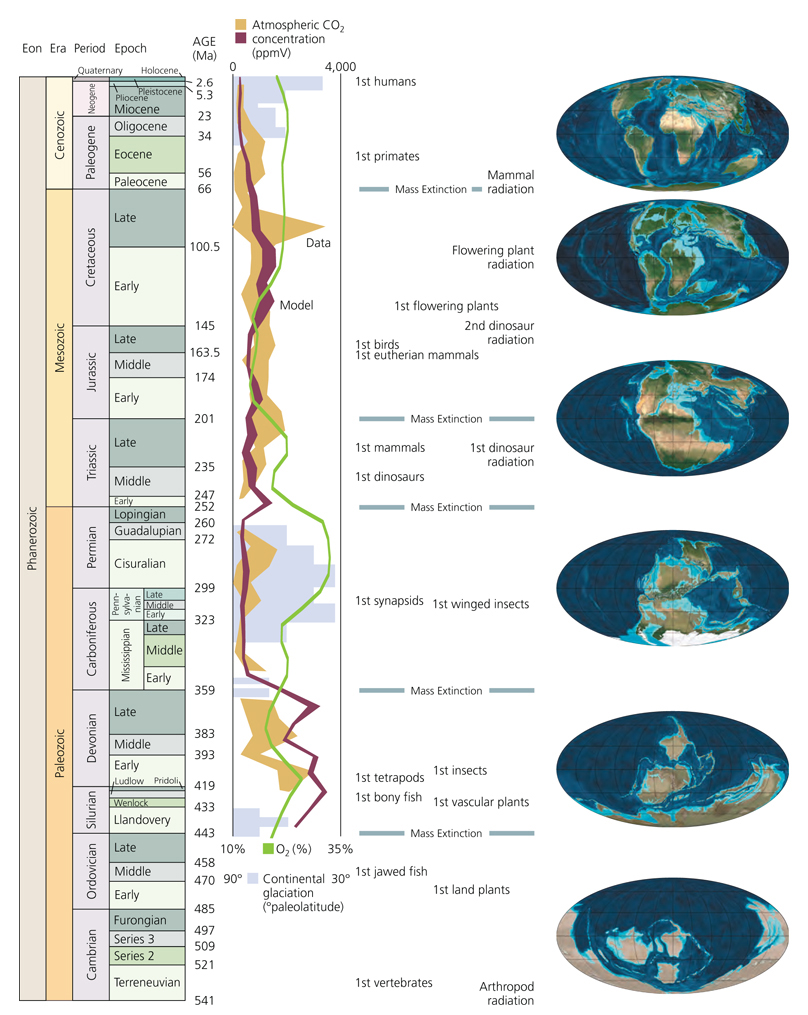 Atmospheric CO2
concentration
(ppmV)
Eon Era Period Epoch AGE
(Ma)
0 4,000
Quaternary Holocene
2.6
Pleistocene
5.3
Pliocene
Neogene
Miocene
23
Oligocene
34
Eocene
56
Paleocene
66
Paleogene
Cenozoic
Late
100.5
Early
145
Cretaceous
Late
163.5
Middle
174
Early
201
Jurassic
Late
235
Middle
247
Early
252
Triassic
Mesozoic
Lopingian
260
Guadalupian
272
Cisuralian
299
Permian
Late
Middle
Early
Penn-
sylva-
nian
323
Late
Middle
Early
Mississippian
359
Carboniferous
Late
383
Middle
393
Early
419
Devonian
Ludlow Pridoli
Wenlock
433
Llandovery
443
Silurian
Late
458
Middle
470
Early
485
Ordovician
Furongian
497
Series 3
509
Series 2
521
Terreneuvian
541
Cambrian
Paleozoic
Phanerozoic
Data
Model
10% O2 (%) 35%
90° Continental 30°
glaciation
(°paleolatitude)
1st humans
1st primates
Mass Extinction
Mammal
radiation
Flowering plant
radiation
1st flowering plants
2nd dinosaur
radiation
1st birds
1st eutherian mammals
Mass Extinction
1st mammals
1st dinosaur
radiation
1st dinosaurs
Mass Extinction
1st synapsids
1st winged insects
Mass Extinction
1st insects
1st tetrapods
1st bony fish
1st vascular plants
Mass Extinction
1st jawed fish
1st land plants
1st vertebrates
Arthropod
radiation